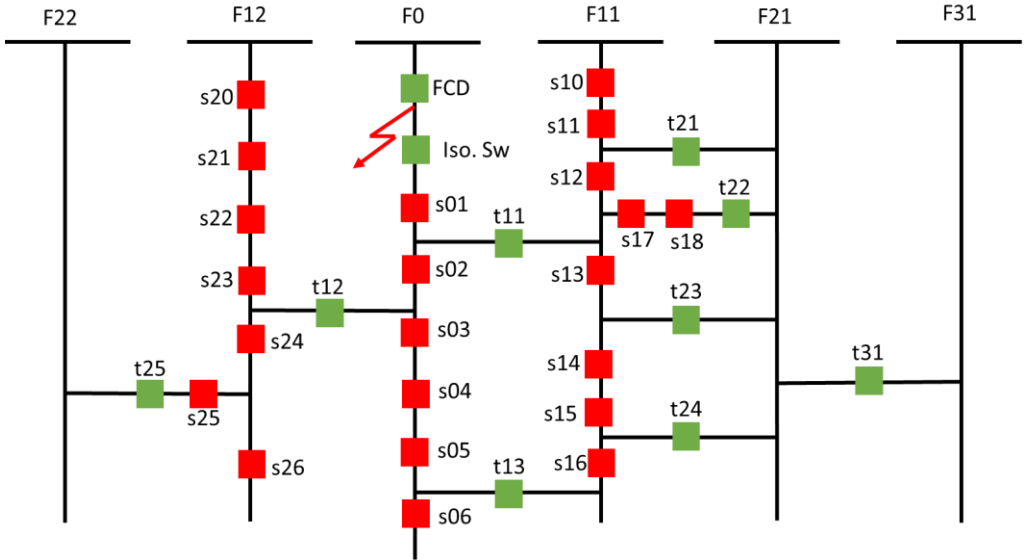 F22 F12 F0 F11 F21 F31
s20 FCD s10
s11 t21
s21 Iso. Sw
s12 t22
s01
s22 t11 s17 s18
s23 s02 s13
t12 t23
s24 s03
t31
t25 s04 s14
s25 s15 t24
s05
s26 t13 s16
s06